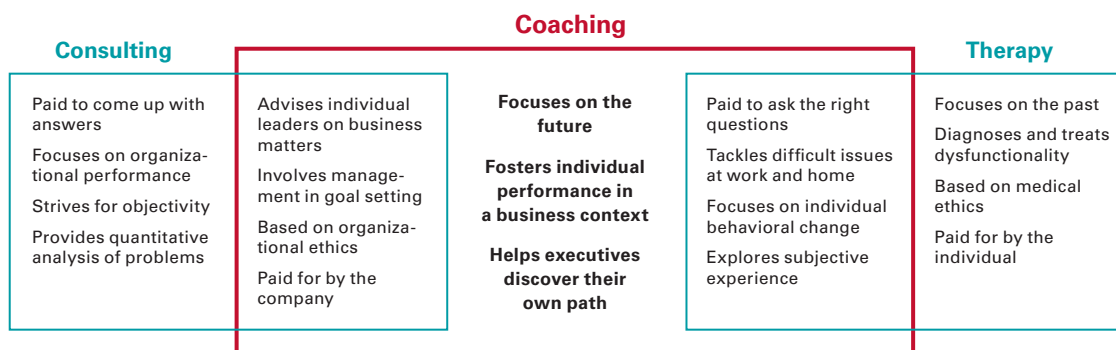 Coaching
Consulting
Therapy
Paid to come up with
answers
Focuses on organiza-
tional performance
Strives for objectivity
Provides quantitative
analysis of problems
Advises individual
leaders on business
matters
Involves manage-
ment in goal setting
Based on organiza-
tional ethics
Paid for by the
company
Focuses on the
future
Fosters individual
performance in
a business context
Helps executives
discover their
own path
Paid to ask the right
questions
Tackles difficult issues
at work and home
Focuses on individual
behavioral change
Explores subjective
experience
Focuses on the past
Diagnoses and treats
dysfunctionality
Based on medical
ethics
Paid for by the
individual